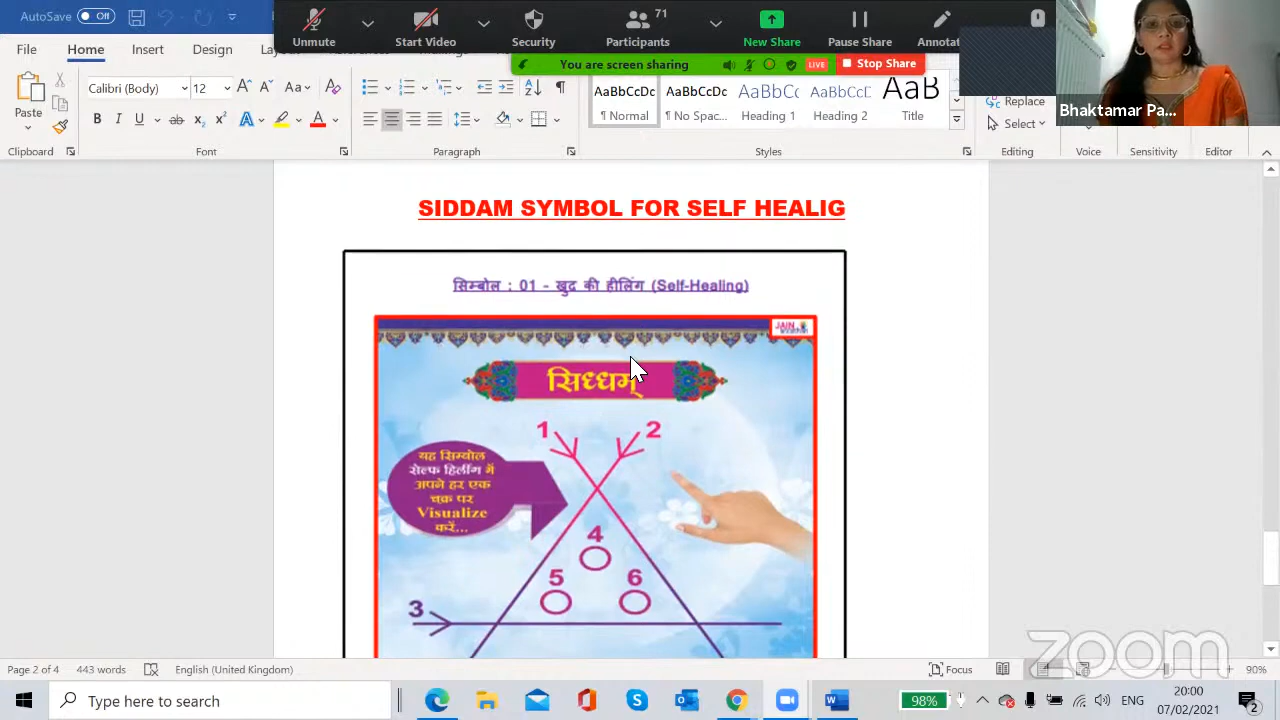 AutoSave Off
Unmute
Start Video
Security
71
Participants
New Share
Pause Share
Annotat
You are screen sharing
LIVE
Stop Share
File Home Insert Design
Paste
Clipboard
Calibri (Body) 12
Font
Paragraph
AaBbCcDc AaBbCcDc AaBbCc AaBbCcC AaB
¶ Normal ¶ No Spac... Heading 1 Heading 2 Title
Styles
Replace
Select
Editing
Voice
Sensitivity
Editor
Bhaktamar Pa...
SIDDAM SYMBOL FOR SELF HEALIG
सिम्बोल : 01 - खुद की हीलिंग (Self-Healing)
JAIN
सिध्धम्
1 2
यह सिम्बोल
सेल्फ हिलींग में
अपने हर एक
चक्र पर
Visualize
करें...
4
5 6
3
zoom
Page 2 of 4 443 words English (United Kingdom) Focus 90%
Type here to search
98%
ENG
20:00
07/02/2021
2